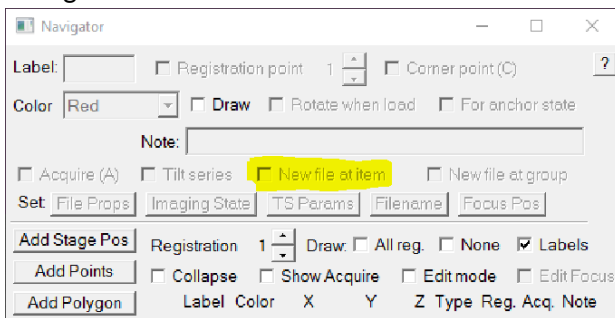 Navigator
Label: Registration point 1 Corner point (C) ?
Color Red Draw Rotate when load For anchor state
Note:
Acquire (A) Tilt series New file at item New file at group
Set: File Props Imaging State TS Params Filename Focus Pos
Add Stage Pos Registration 1 Draw: All reg. None Labels
Add Points Collapse Show Acquire Edit mode Edit Focus
Add Polygon Label Color X Y Z Type Reg. Acq. Note